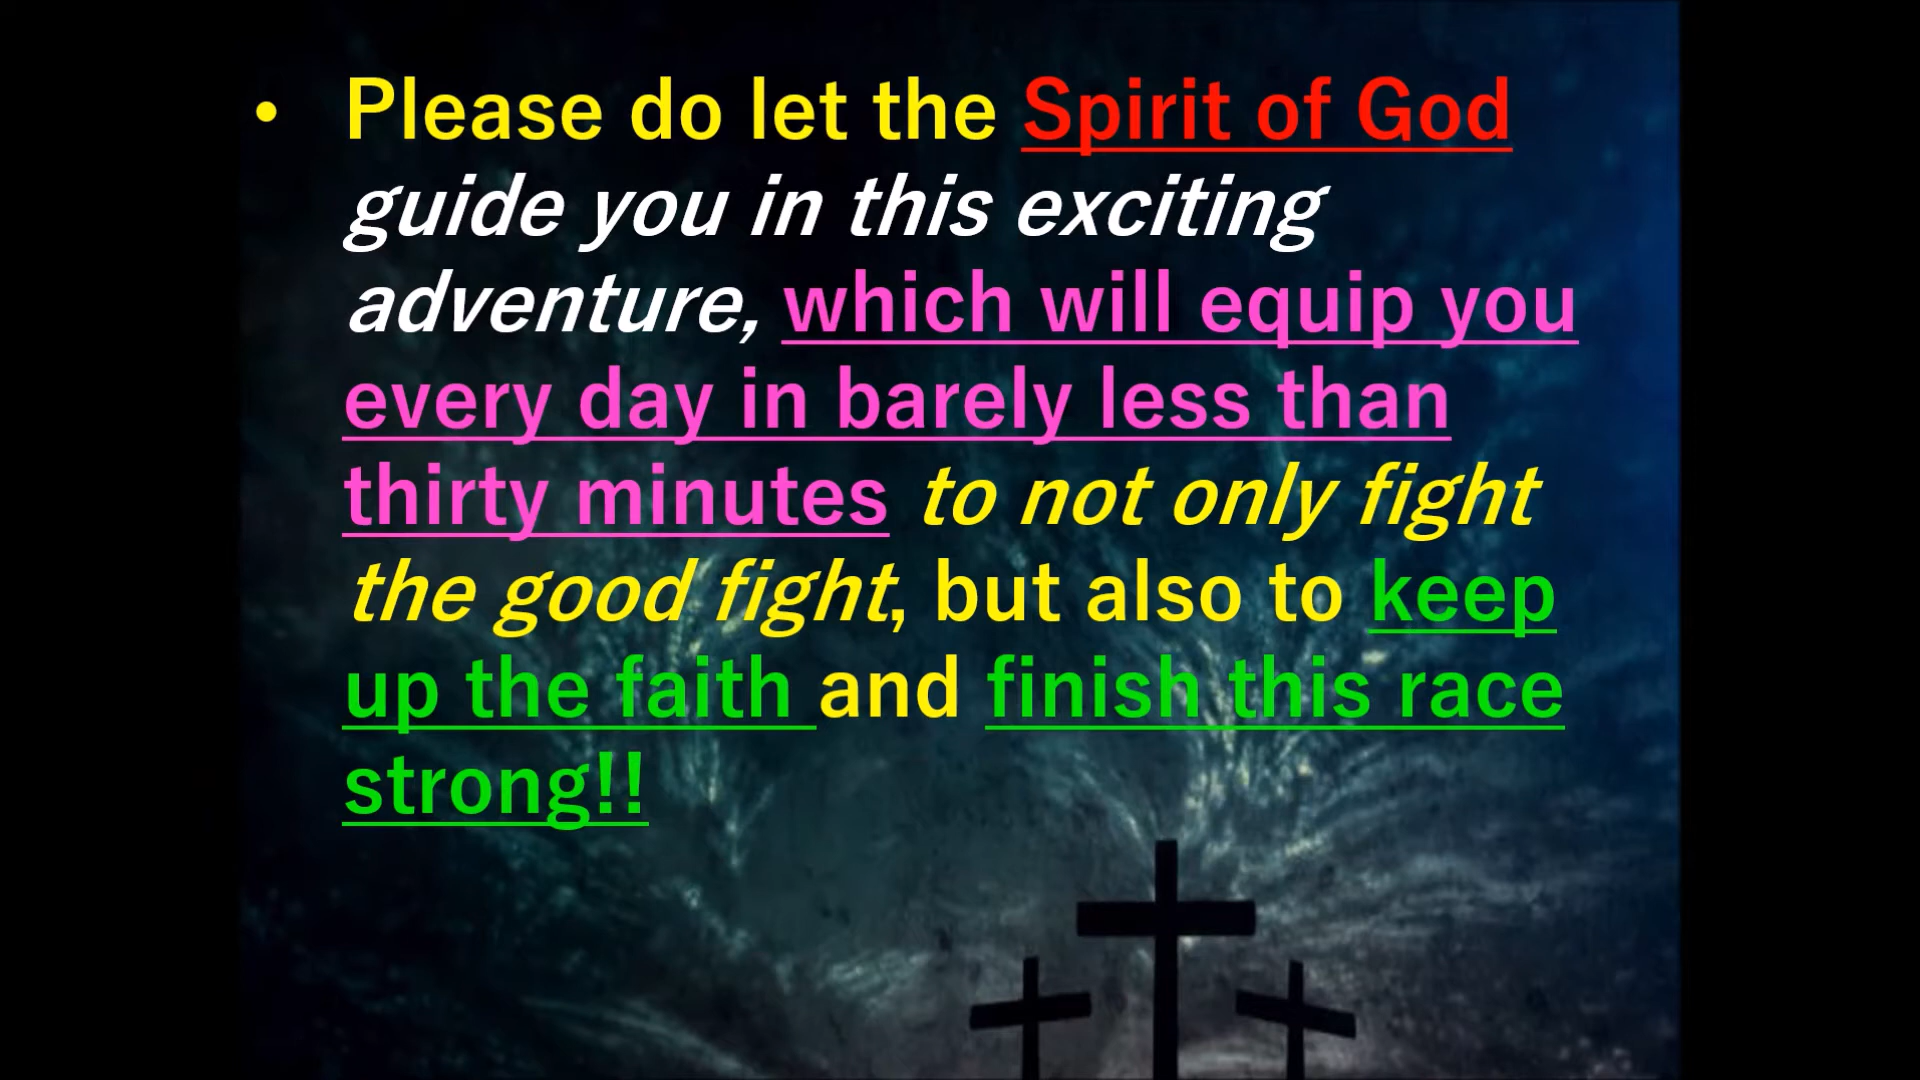 • Please do let the Spirit of God
guide you in this exciting
adventure, which will equip you
every day in barely less than
thirty minutes to not only fight
the good fight, but also to keep
up the faith and finish this race
strong!!